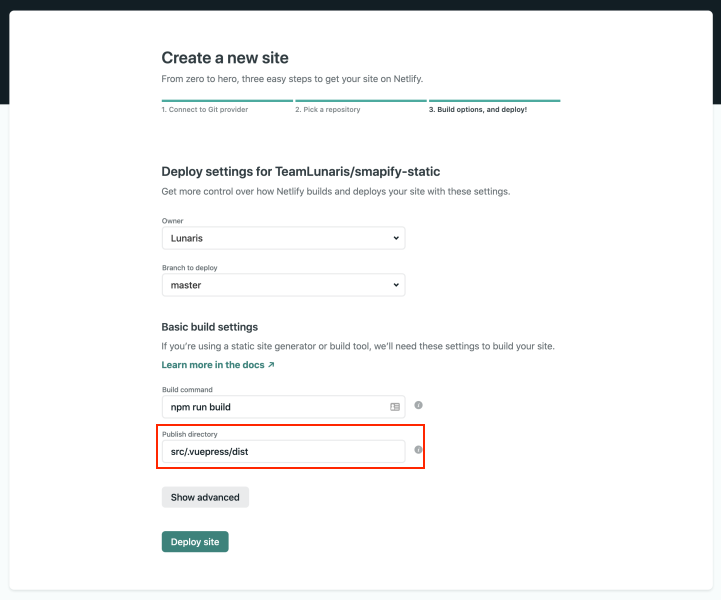 Create a new site
From zero to hero, three easy steps to get your site on Netlify.
1. Connect to Git provider
2. Pick a repository
3. Build options, and deploy!
Deploy settings for TeamLunaris/smapify-static
Get more control over how Netlify builds and deploys your site with these settings.
Owner
Lunaris
Branch to deploy
master
Basic build settings
If you’re using a static site generator or build tool, we’ll need these settings to build your site.
Learn more in the docs ↗
Build command
npm run build
Publish directory
src/.vuepress/dist
Show advanced
Deploy site